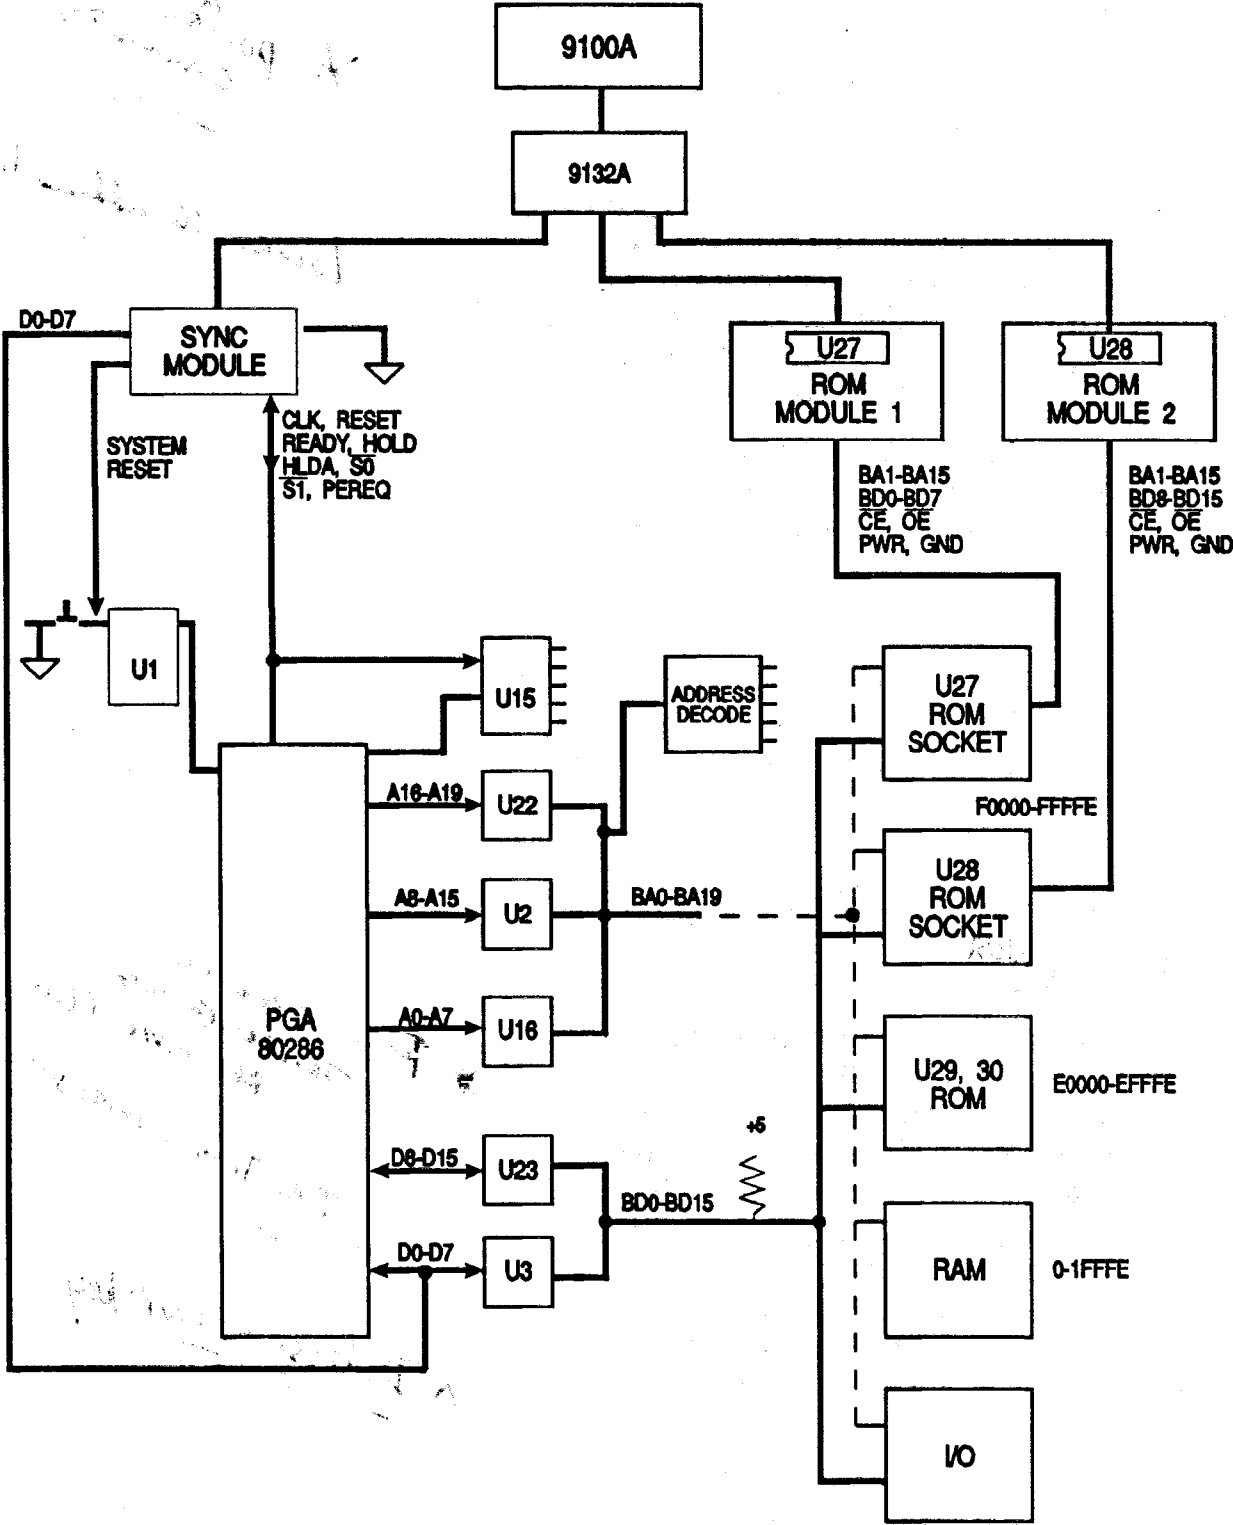 9100A
9132A
D0-D7
SYNC
MODULE
U27
ROM
MODULE 1
U28
ROM
MODULE 2
CLK, RESET
READY, HOLD
HLDA, S0
S1, PEREQ
SYSTEM
RESET
BA1-BA15
BD0-BD7
CE, OE
PWR, GND
BA1-BA15
BD8-BD15
CE, OE
PWR, GND
U1
U15
ADDRESS
DECODE
U27
ROM
SOCKET
A16-A19
U22
F0000-FFFFE
A8-A15
U2
BA0-BA19
U28
ROM
SOCKET
PGA
80286
A0-A7
U16
U29, 30
ROM
E0000-EFFFE
+5
D8-D15
U23
BD0-BD15
D0-D7
U3
RAM
0-1FFFE
I/O